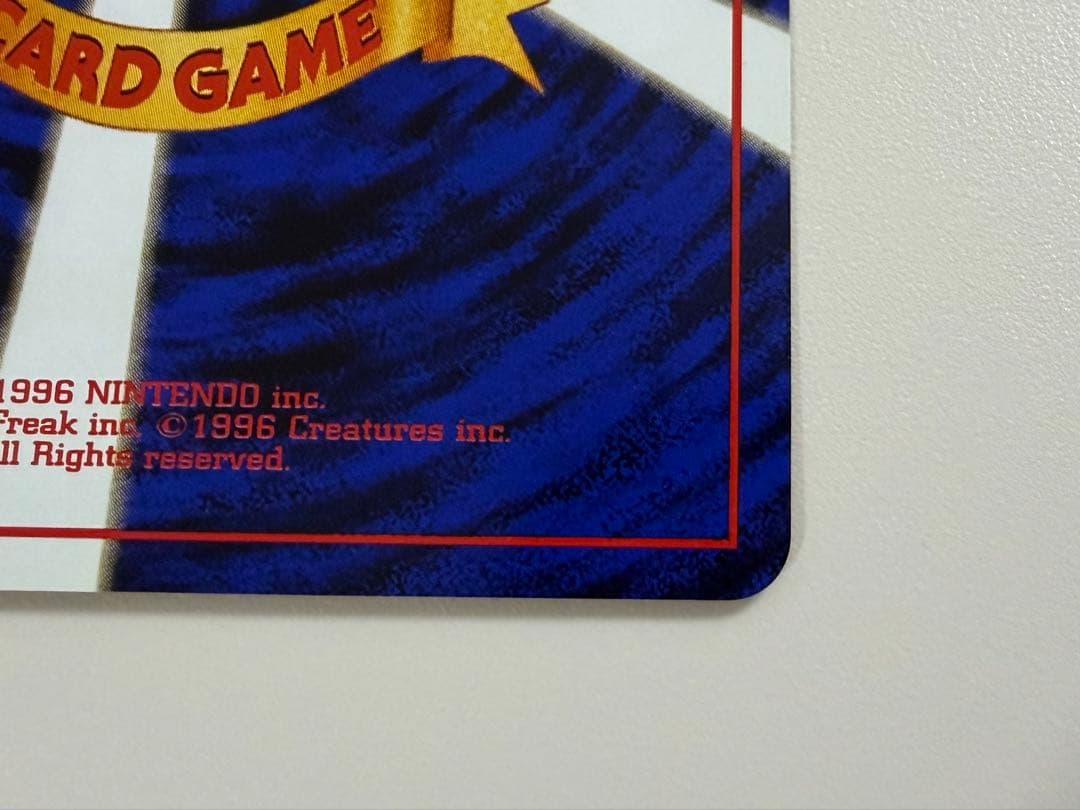 CARD GAME
1996 NINTENDO inc.
Freak inc. ©1996 Creatures inc.
ll Rights reserved.